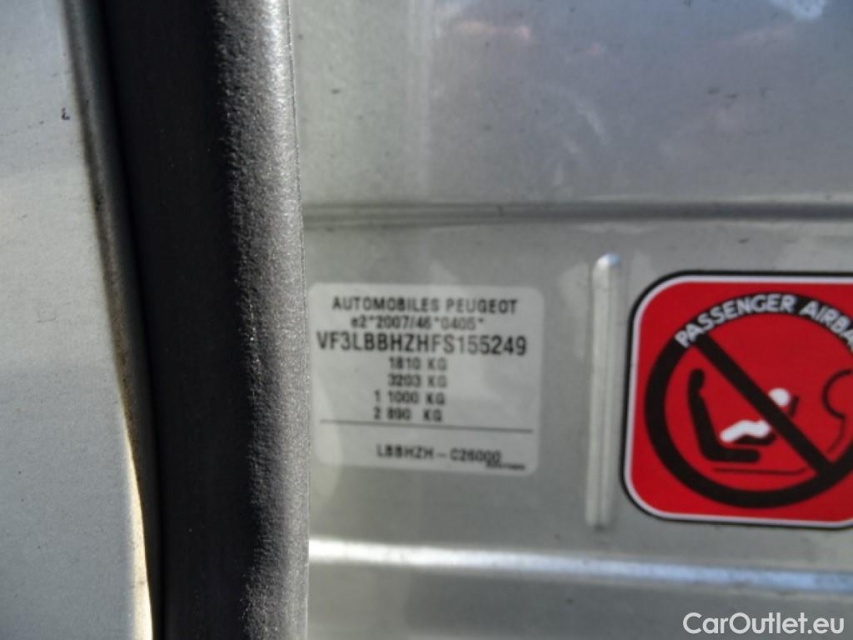 AUTOMOBILES PEUGEOT
e2*2007/46*0405*
VF3LBBHZHFS155249
1810 KG
3203 KG
1 1000 KG
2 890 KG
LBBHZH-C26000
PASSENGER AIRBA
CarOutlet.eu